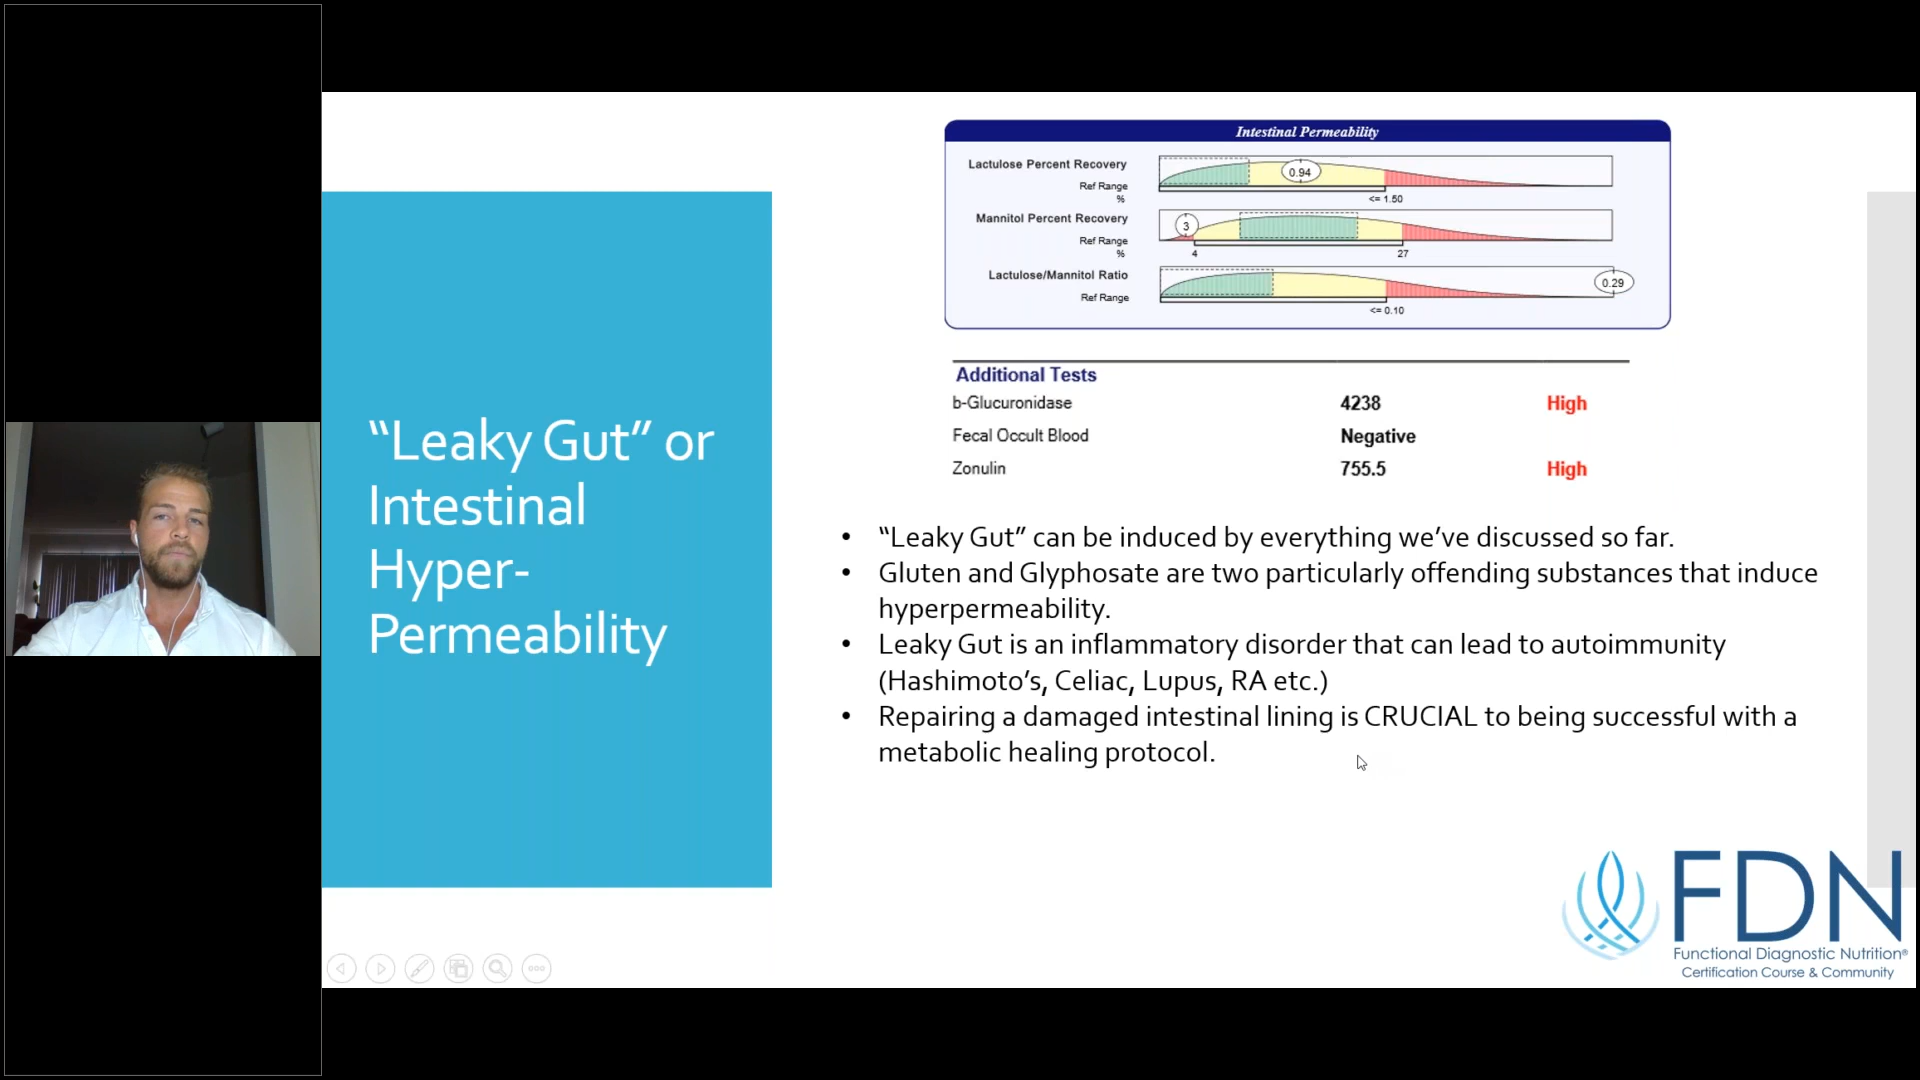 “Leaky Gut” or
Intestinal
Hyper-
Permeability
Intestinal Permeability
Lactulose Percent Recovery
0.94
Ref Range
%
<= 1.50
Mannitol Percent Recovery
3
Ref Range
%
4
27
Lactulose/Mannitol Ratio
0.29
Ref Range
<= 0.10
Additional Tests
b-Glucuronidase 4238 High
Fecal Occult Blood Negative
Zonulin 755.5 High
• “Leaky Gut” can be induced by everything we’ve discussed so far.
• Gluten and Glyphosate are two particularly offending substances that induce
hyperpermeability.
• Leaky Gut is an inflammatory disorder that can lead to autoimmunity
(Hashimoto’s, Celiac, Lupus, RA etc.)
• Repairing a damaged intestinal lining is CRUCIAL to being successful with a
metabolic healing protocol.
FDN
Functional Diagnostic Nutrition®
Certification Course & Community